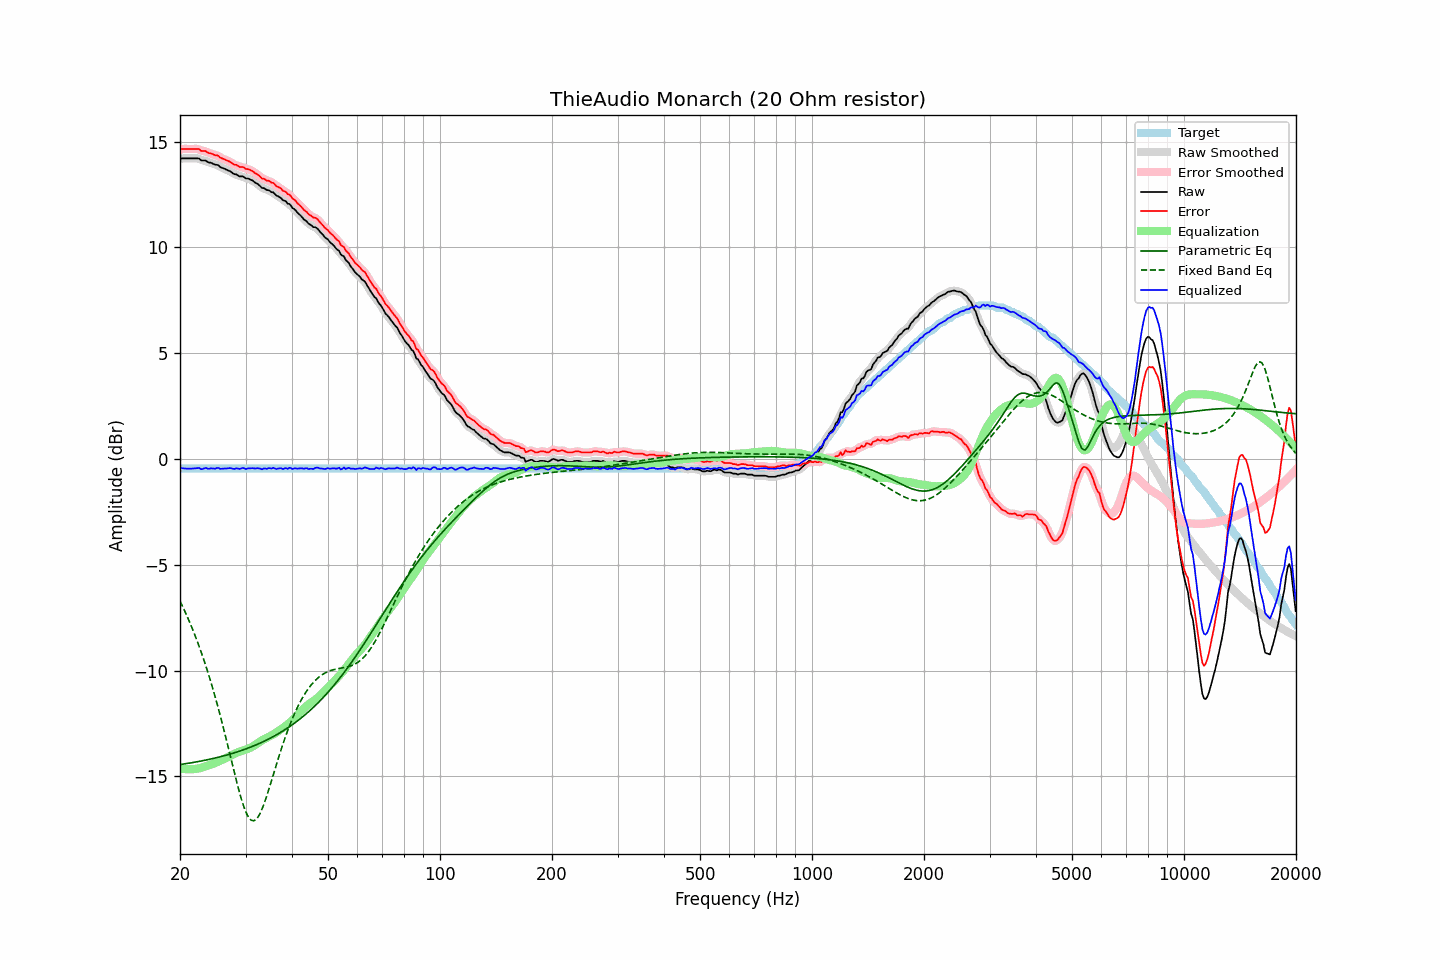 ThieAudio Monarch (20 Ohm resistor)
15
10
5
0
−5
−10
−15
Amplitude (dBr)
20
50
100
200
500
1000
2000
5000
10000
20000
Frequency (Hz)
Target
Raw Smoothed
Error Smoothed
Raw
Error
Equalization
Parametric Eq
Fixed Band Eq
Equalized